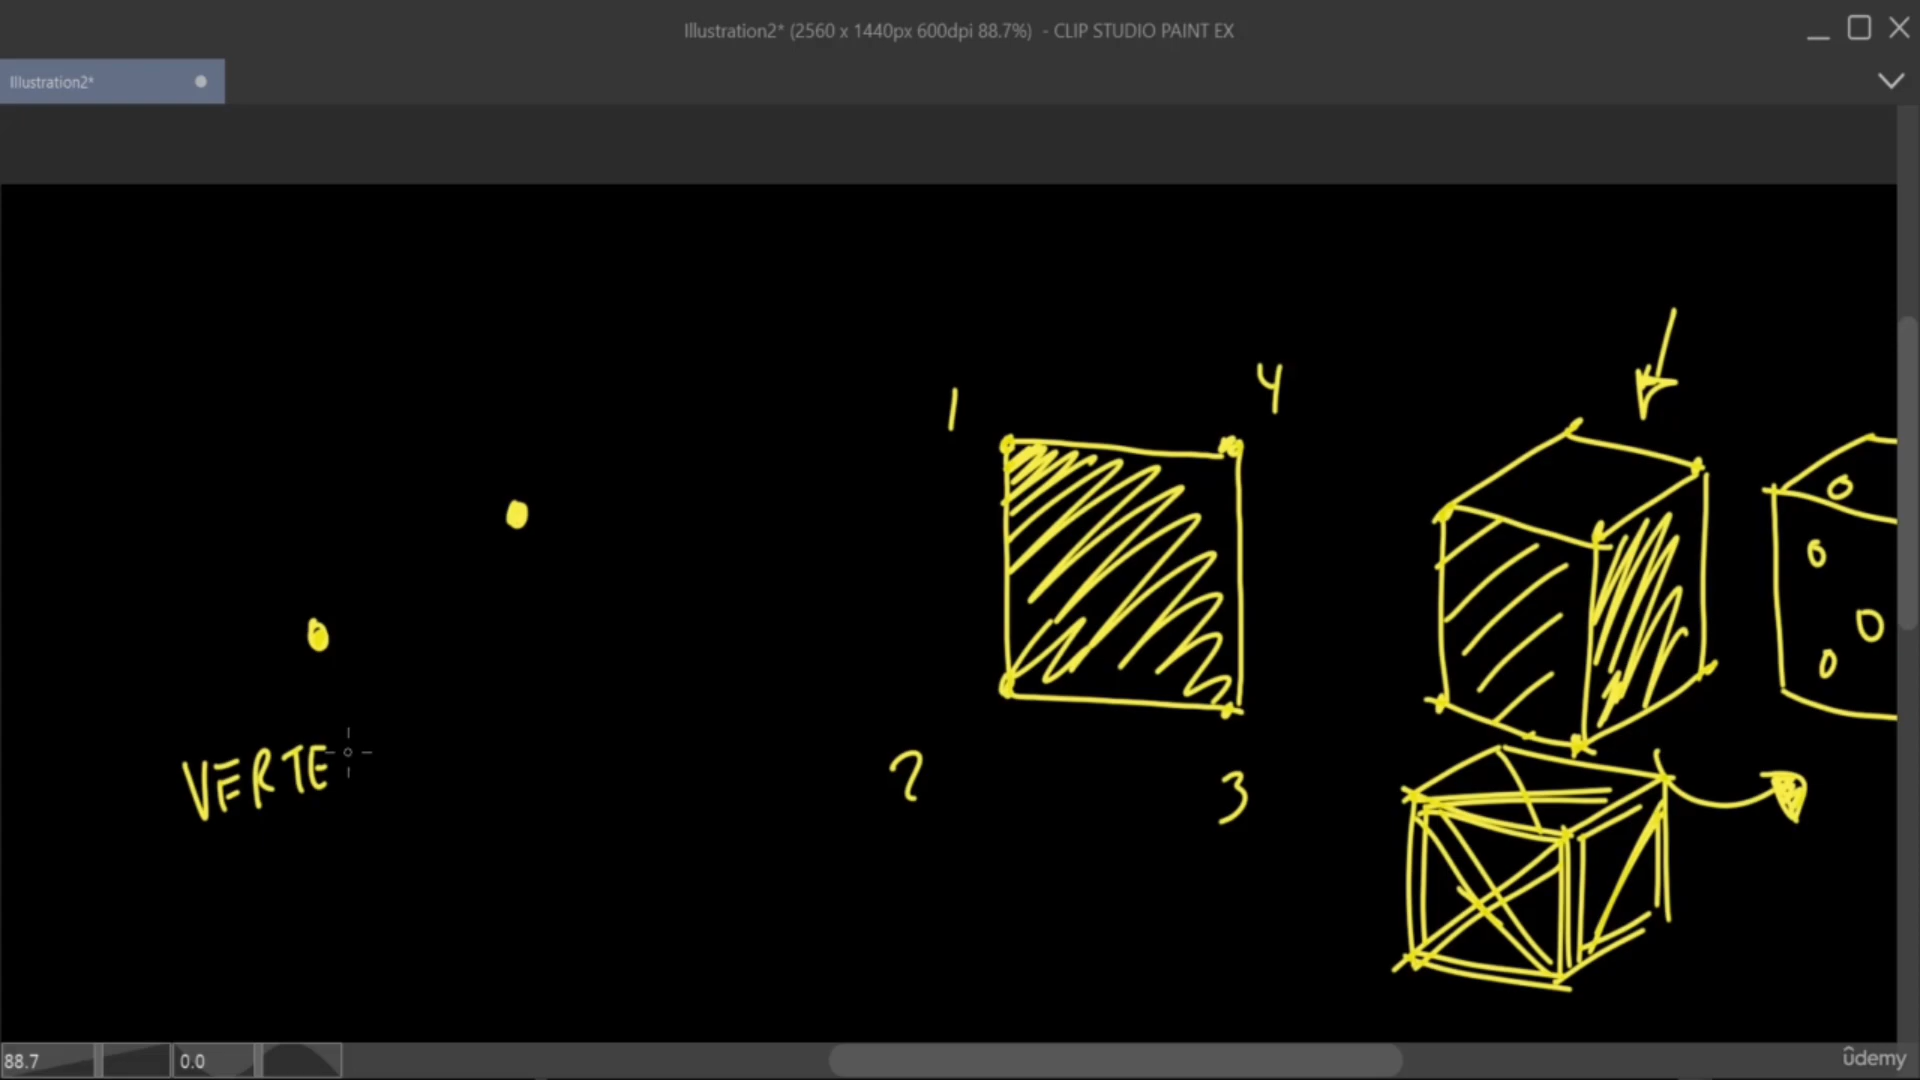 Illustration2* (2560 x 1440px 600dpi 88.7%) - CLIP STUDIO PAINT EX
Illustration2*
1
4
VERTE
2
3
88.7
0.0
ûdemy